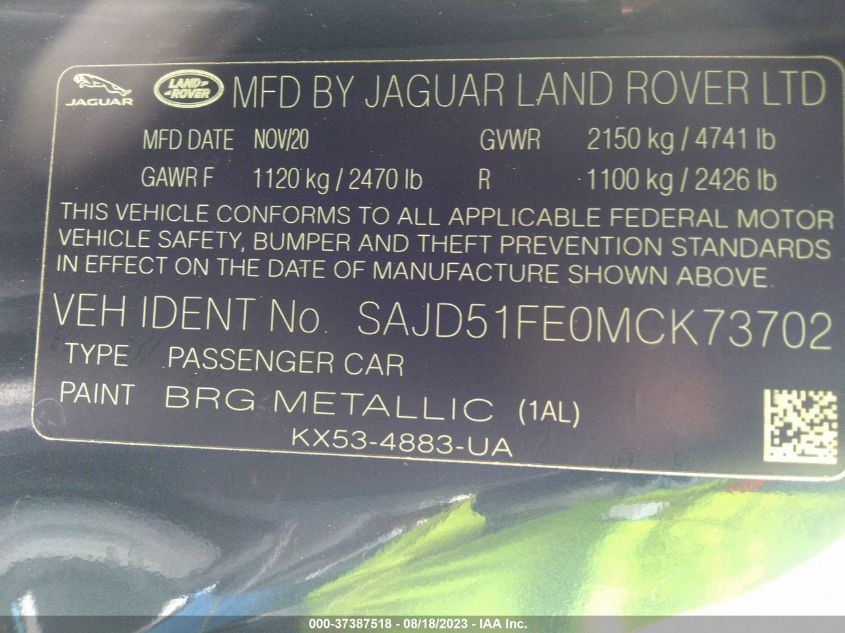 JAGUAR LAND ROVER MFD BY JAGUAR LAND ROVER LTD
MFD DATE NOV/20 GVWR 2150 kg / 4741 lb
GAWR F 1120 kg / 2470 lb R 1100 kg / 2426 lb
THIS VEHICLE CONFORMS TO ALL APPLICABLE FEDERAL MOTOR
VEHICLE SAFETY, BUMPER AND THEFT PREVENTION STANDARDS
IN EFFECT ON THE DATE OF MANUFACTURE SHOWN ABOVE.
VEH IDENT No. SAJD51FE0MCK73702
TYPE PASSENGER CAR
PAINT BRG METALLIC (1AL)
KX53-4883-UA
000-37387518 - 08/18/2023 - IAA Inc.